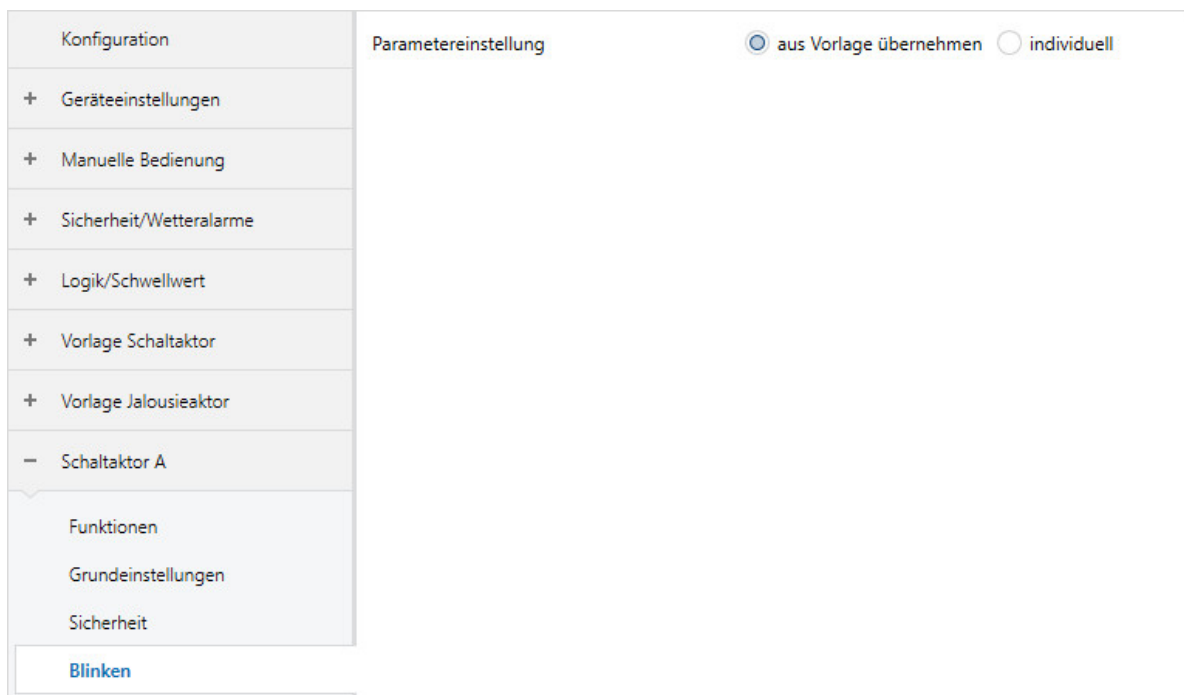 Konfiguration
Parametereinstellung aus Vorlage übernehmen individuell
+ Geräteeinstellungen
+ Manuelle Bedienung
+ Sicherheit/Wetteralarme
+ Logik/Schwellwert
+ Vorlage Schaltaktor
+ Vorlage Jalousieaktor
− Schaltaktor A
Funktionen
Grundeinstellungen
Sicherheit
Blinken